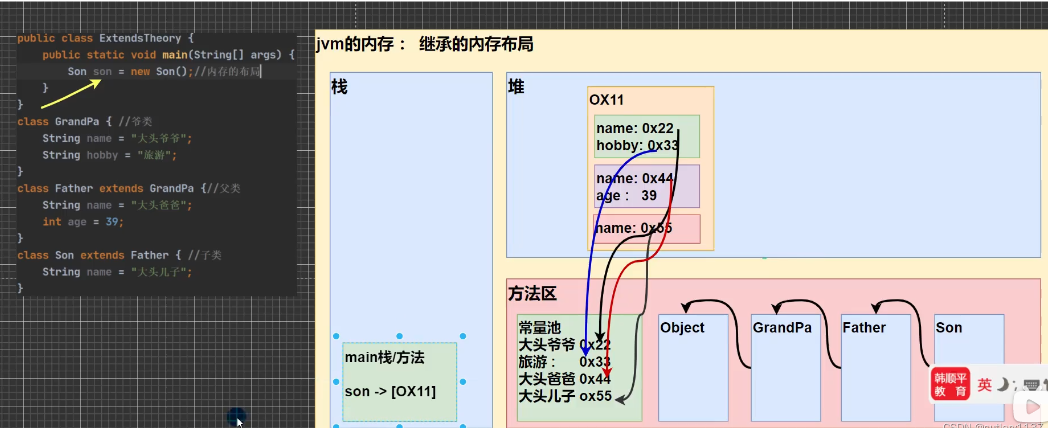 public class ExtendsTheory {
public static void main(String[] args) {
Son son = new Son();//内存的布局
}
}
class GrandPa { //爷类
String name = "大头爷爷";
String hobby = "旅游";
}
class Father extends GrandPa {//父类
String name = "大头爸爸";
int age = 39;
}
class Son extends Father { //子类
String name = "大头儿子";
}
jvm的内存： 继承的内存布局
栈
main栈/方法
son -> [OX11]
堆
OX11
name: 0x22
hobby: 0x33
name: 0x44
age： 39
name: 0x55
方法区
常量池
大头爷爷 0x22
旅游： 0x33
大头爸爸 0x44
大头儿子 ox55
Object
GrandPa
Father
Son
韩顺平
教 育
英